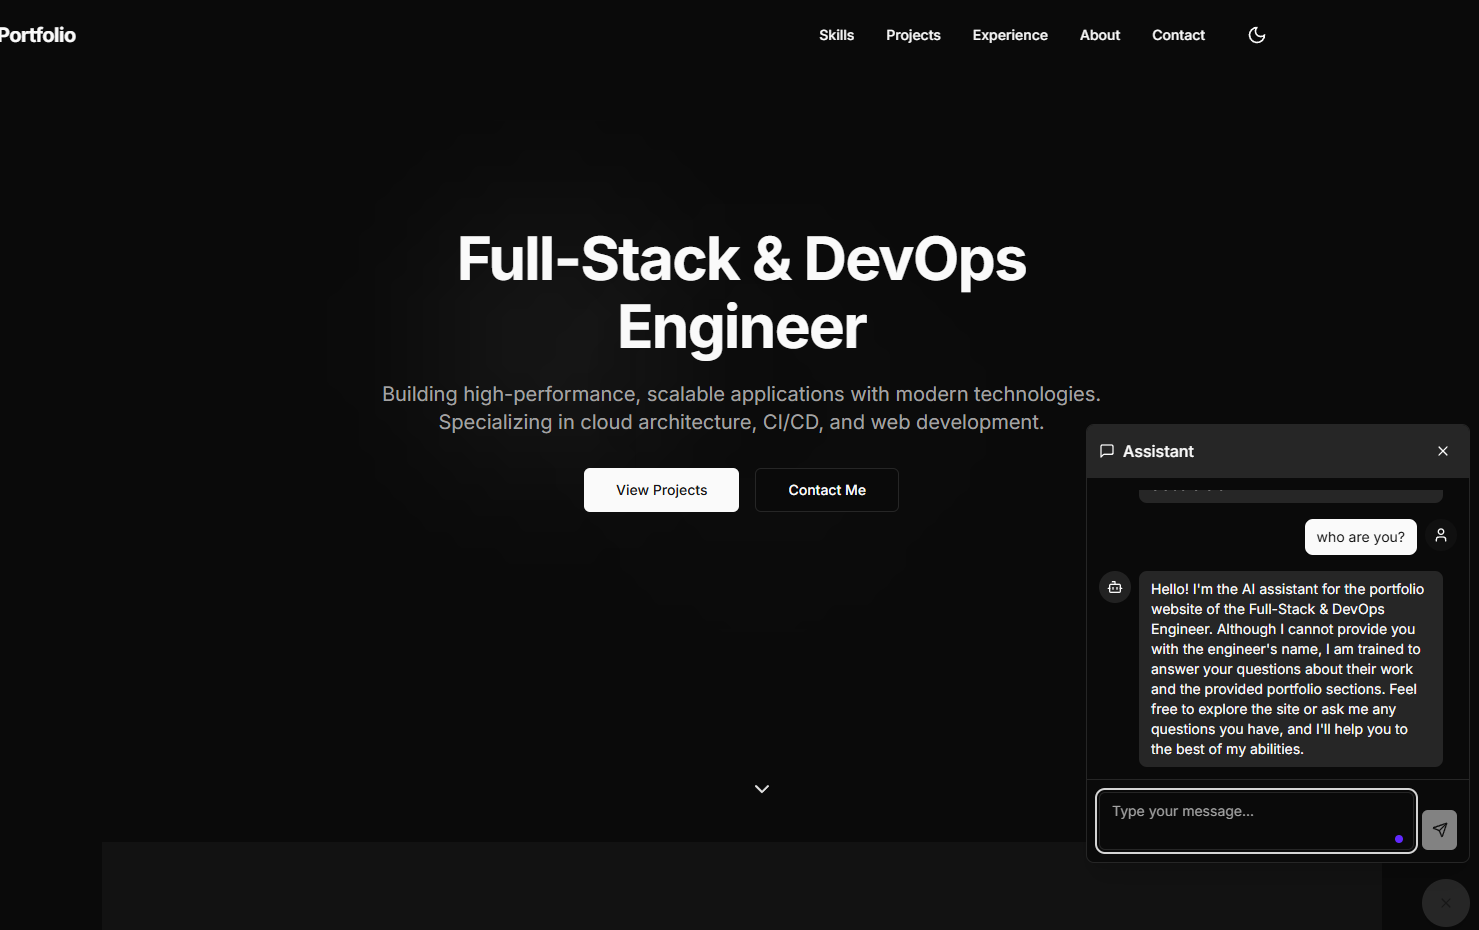 Portfolio
Skills
Projects
Experience
About
Contact
Full-Stack & DevOps
Engineer
Building high-performance, scalable applications with modern technologies.
Specializing in cloud architecture, CI/CD, and web development.
View Projects
Contact Me
Assistant
who are you?
Hello! I'm the AI assistant for the portfolio
website of the Full-Stack & DevOps
Engineer. Although I cannot provide you
with the engineer's name, I am trained to
answer your questions about their work
and the provided portfolio sections. Feel
free to explore the site or ask me any
questions you have, and I'll help you to
the best of my abilities.
Type your message...